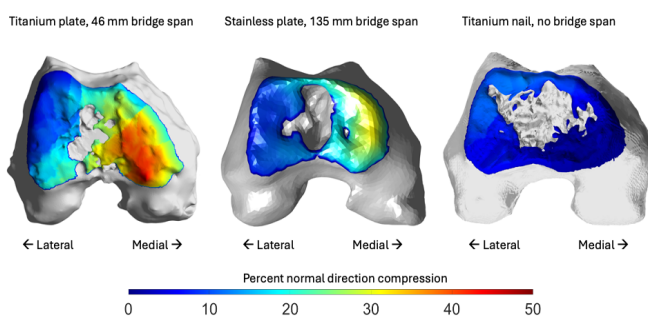 Titanium plate, 46 mm bridge span
Stainless plate, 135 mm bridge span
Titanium nail, no bridge span
← Lateral Medial →
← Lateral Medial →
← Lateral Medial →
Percent normal direction compression
0 10 20 30 40 50